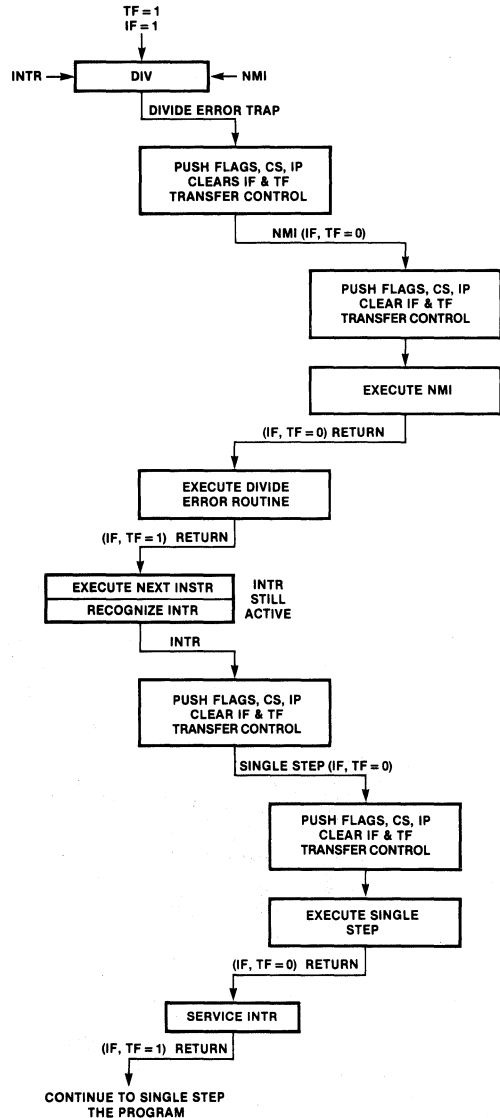 TF = 1
IF = 1
INTR
DIV
NMI
DIVIDE ERROR TRAP
PUSH FLAGS, CS, IP
CLEARS IF & TF
TRANSFER CONTROL
NMI (IF, TF = 0)
PUSH FLAGS, CS, IP
CLEAR IF & TF
TRANSFER CONTROL
EXECUTE NMI
(IF, TF = 0) RETURN
EXECUTE DIVIDE
ERROR ROUTINE
(IF, TF = 1) RETURN
EXECUTE NEXT INSTR
RECOGNIZE INTR
INTR
STILL
ACTIVE
INTR
PUSH FLAGS, CS, IP
CLEAR IF & TF
TRANSFER CONTROL
SINGLE STEP (IF, TF = 0)
PUSH FLAGS, CS, IP
CLEAR IF & TF
TRANSFER CONTROL
EXECUTE SINGLE
STEP
(IF, TF = 0) RETURN
SERVICE INTR
(IF, TF = 1) RETURN
CONTINUE TO SINGLE STEP
THE PROGRAM